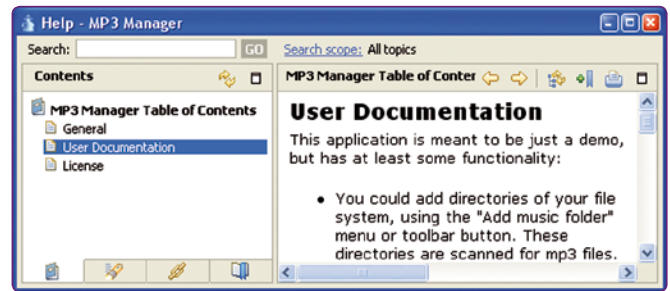 Help - MP3 Manager
Search: GO Search scope: All topics
Contents
MP3 Manager Table of Contents
General
User Documentation
License
MP3 Manager Table of Conter
User Documentation
This application is meant to be just a demo,
but has at least some functionality:
• You could add directories of your file
system, using the "Add music folder"
menu or toolbar button. These
directories are scanned for mp3 files.